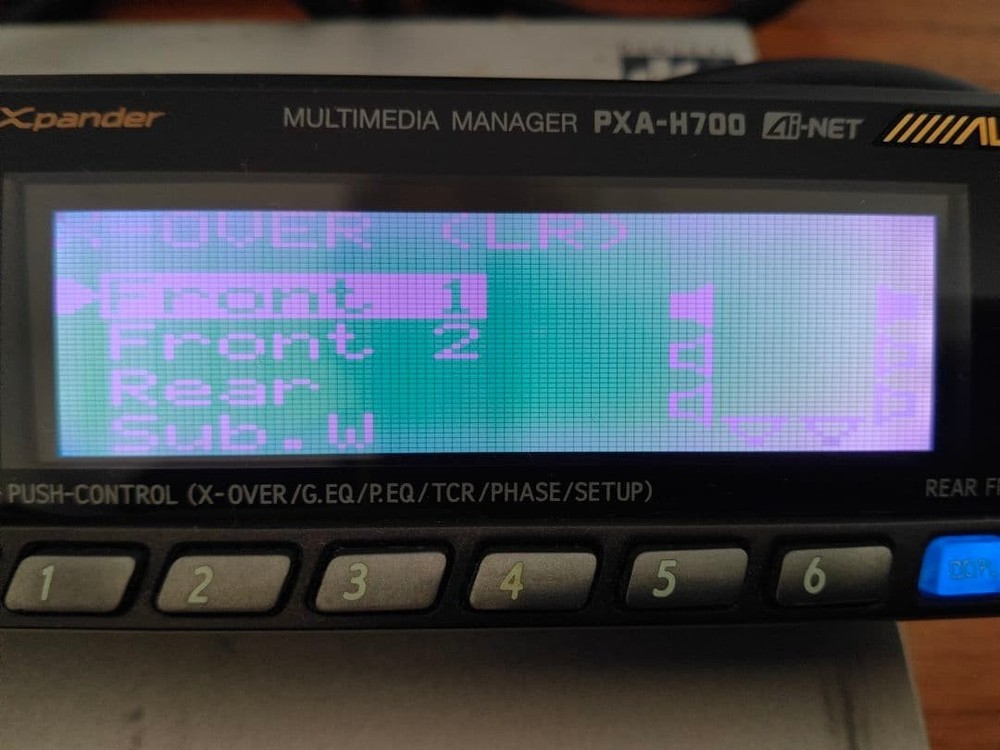 Xpander
MULTIMEDIA MANAGER PXA-H700 Ai-NET
OVER (LR)
Front 1
Front 2
Rear
Sub.W
PUSH-CONTROL (X-OVER/G.EQ/P.EQ/TCR/PHASE/SETUP)
REAR
1 2 3 4 5 6